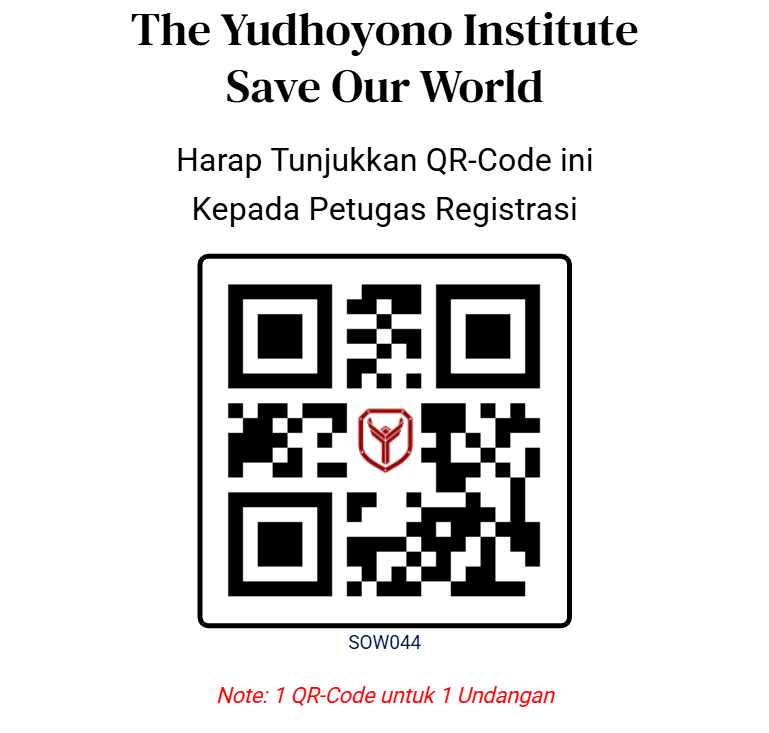 The Yudhoyono Institute
Save Our World
Harap Tunjukkan QR-Code ini
Kepada Petugas Registrasi
SOW044
Note: 1 QR-Code untuk 1 Undangan